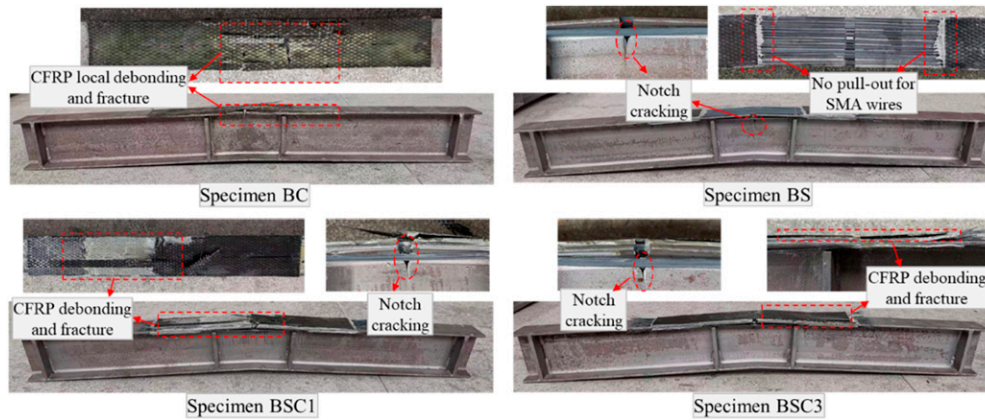 CFRP local debonding
and fracture
Specimen BC
Notch
cracking
No pull-out for
SMA wires
Specimen BS
CFRP debonding
and fracture
Notch
cracking
Specimen BSC1
Notch
cracking
CFRP debonding
and fracture
Specimen BSC3